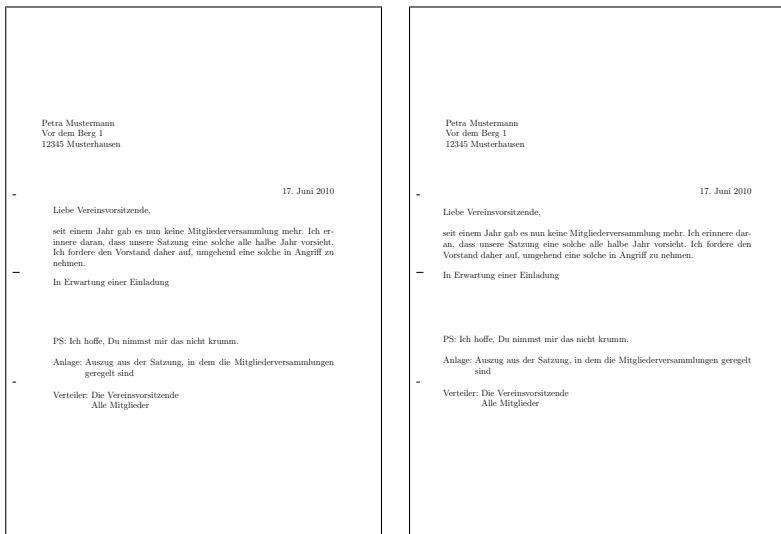 Petra Mustermann
Vor dem Berg 1
12345 Musterhausen
17. Juni 2010
Liebe Vereinsvorsitzende,
seit einem Jahr gab es nun keine Mitgliederversammlung mehr. Ich er-
innere daran, dass unsere Satzung eine solche alle halbe Jahr vorsieht.
Ich fordere den Vorstand daher auf, umgehend eine solche in Angriff zu
nehmen.
In Erwartung einer Einladung
PS: Ich hoffe, Du nimmst mir das nicht krumm.
Anlage: Auszug aus der Satzung, in dem die Mitgliederversammlungen
geregelt sind
Verteiler: Die Vereinsvorsitzende
Alle Mitglieder
Petra Mustermann
Vor dem Berg 1
12345 Musterhausen
17. Juni 2010
Liebe Vereinsvorsitzende,
seit einem Jahr gab es nun keine Mitgliederversammlung mehr. Ich erinnere dar-
an, dass unsere Satzung eine solche alle halbe Jahr vorsieht. Ich fordere den
Vorstand daher auf, umgehend eine solche in Angriff zu nehmen.
In Erwartung einer Einladung
PS: Ich hoffe, Du nimmst mir das nicht krumm.
Anlage: Auszug aus der Satzung, in dem die Mitgliederversammlungen geregelt
sind
Verteiler: Die Vereinsvorsitzende
Alle Mitglieder